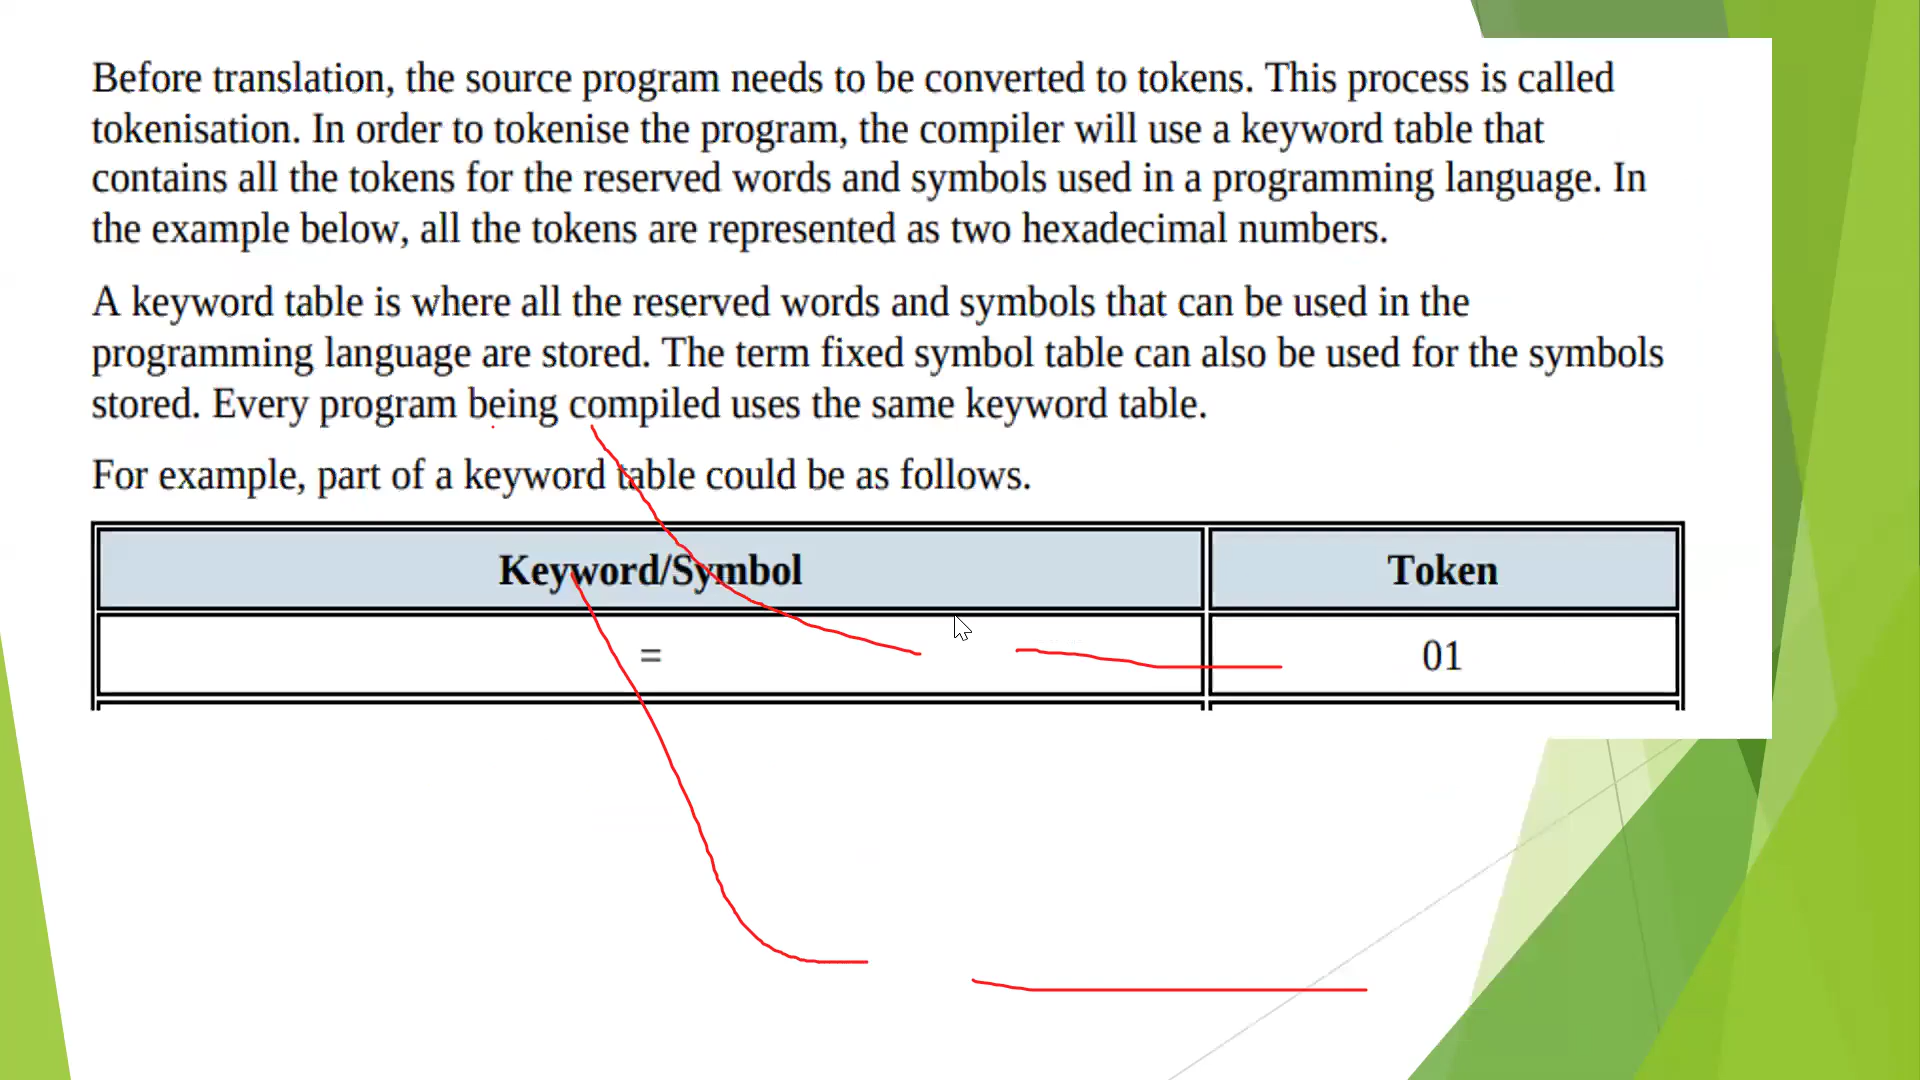 Before translation, the source program needs to be converted to tokens. This process is called
tokenisation. In order to tokenise the program, the compiler will use a keyword table that
contains all the tokens for the reserved words and symbols used in a programming language. In
the example below, all the tokens are represented as two hexadecimal numbers.
A keyword table is where all the reserved words and symbols that can be used in the
programming language are stored. The term fixed symbol table can also be used for the symbols
stored. Every program being compiled uses the same keyword table.
For example, part of a keyword table could be as follows.
Keyword/Symbol Token
= 01